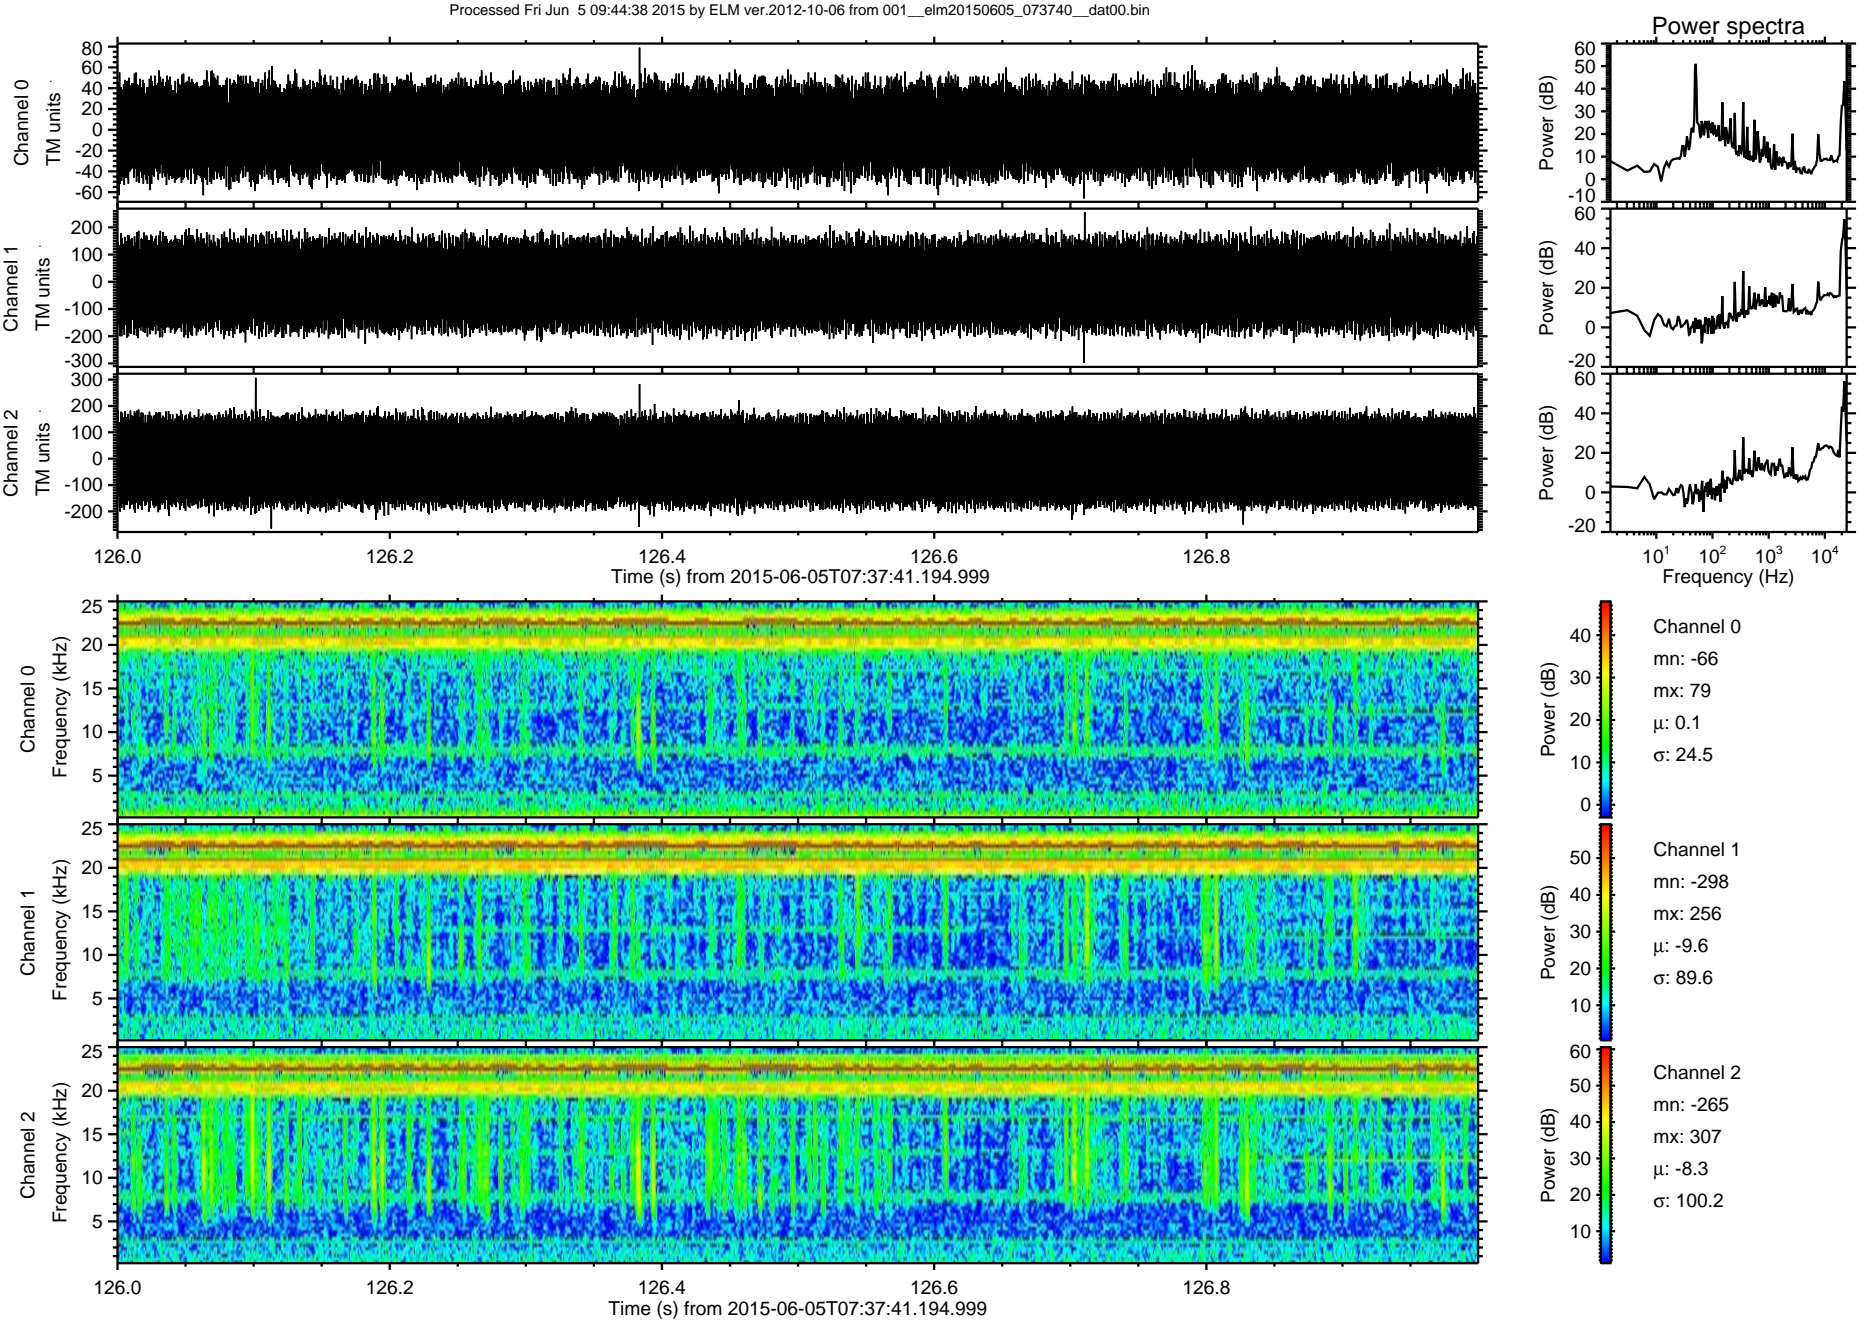 Processed Fri Jun  5 09:44:38 2015 by ELM ver.2012-10-06 from 001__elm20150605_073740__dat00.bin
Power spectra
Channel 0
TM units
80
60
40
20
0
-20
-40
-60
Power (dB)
60
50
40
30
20
10
0
-10
Channel 1
TM units
200
100
0
-100
-200
-300
Power (dB)
60
40
20
0
-20
Channel 2
TM units
300
200
100
0
-100
-200
Power (dB)
60
40
20
0
-20
126.0 126.2 126.4 126.6 126.8
Time (s) from 2015-06-05T07:37:41.194.999
10^1 10^2 10^3 10^4
Frequency (Hz)
Channel 0
Frequency (kHz)
25
20
15
10
5
Power (dB)
40
30
20
10
0
Channel 0
mn: -66
mx: 79
μ: 0.1
σ: 24.5
Channel 1
Frequency (kHz)
25
20
15
10
5
Power (dB)
50
40
30
20
10
Channel 1
mn: -298
mx: 256
μ: -9.6
σ: 89.6
Channel 2
Frequency (kHz)
25
20
15
10
5
Power (dB)
60
50
40
30
20
10
Channel 2
mn: -265
mx: 307
μ: -8.3
σ: 100.2
126.0 126.2 126.4 126.6 126.8
Time (s) from 2015-06-05T07:37:41.194.999